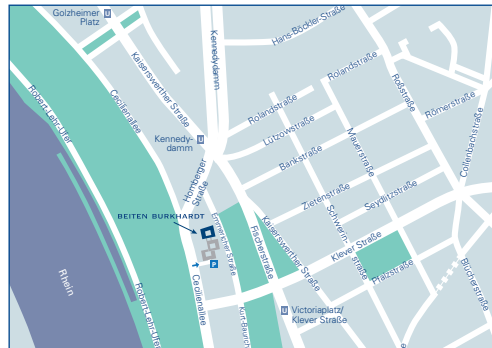 Golzheimer
Platz
Hans-Böckler-Straße
Kennedydamm
Kaiserswerther Straße
Rolandstraße
Roßstraße
Robert-Lehr-Ufer
Cecilienallee
Rolandstraße
Römerstraße
Lützowstraße
Mauerstraße
Collenbachstraße
Kennedy-
damm
Bankstraße
Homberger
Straße
Zietenstraße
Seydlitzstraße
BEITEN BURKHARDT
Emmericher Straße
Fischerstraße
Kaiserswerther Straße
Schwerin-
straße
Klever Straße
P
Rhein
Pfalzstraße
Blücherstraße
Robert-Lehr-Ufer
Cecilienallee
Victoriaplatz/
Klever Straße